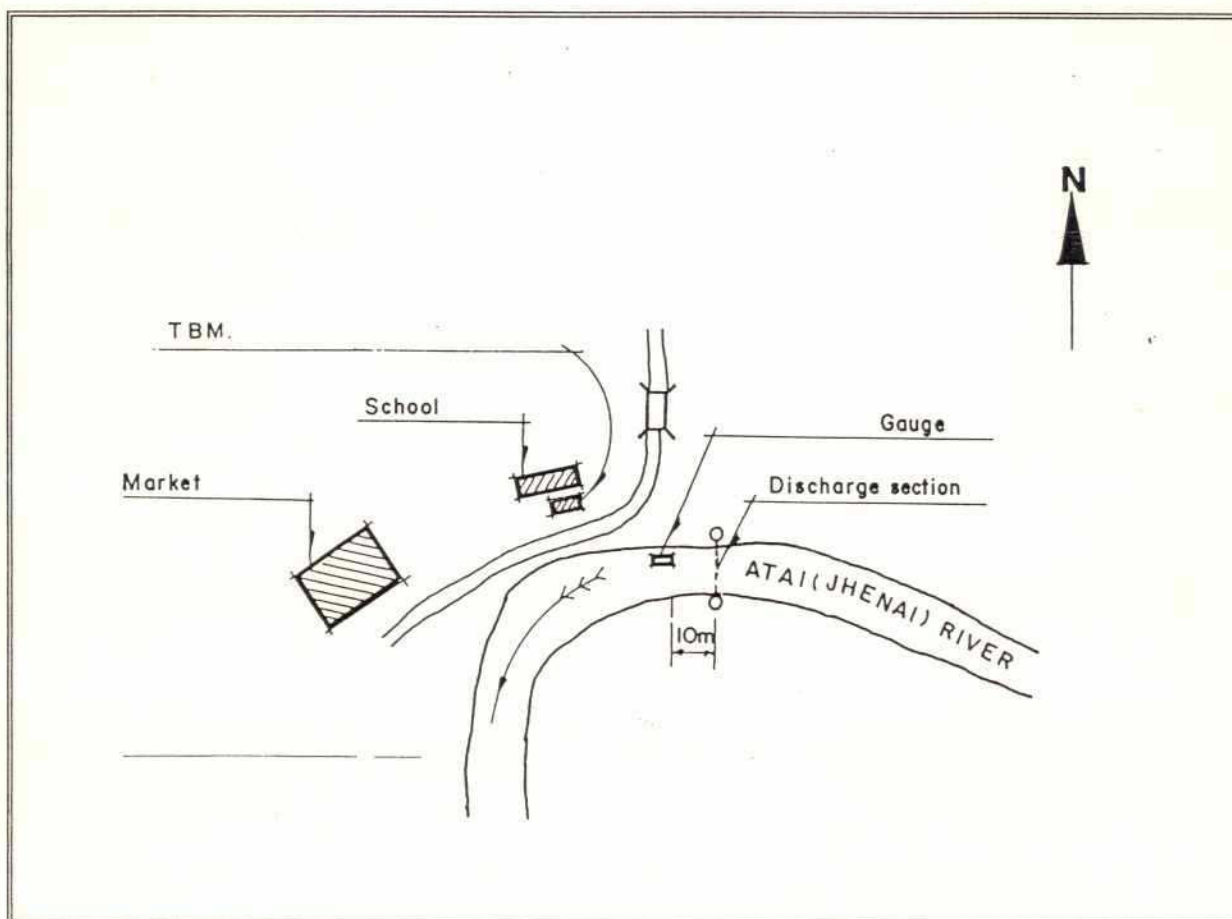 N
TBM.
School
Gauge
Market
Discharge section
ATAI (JHENAI) RIVER
10m